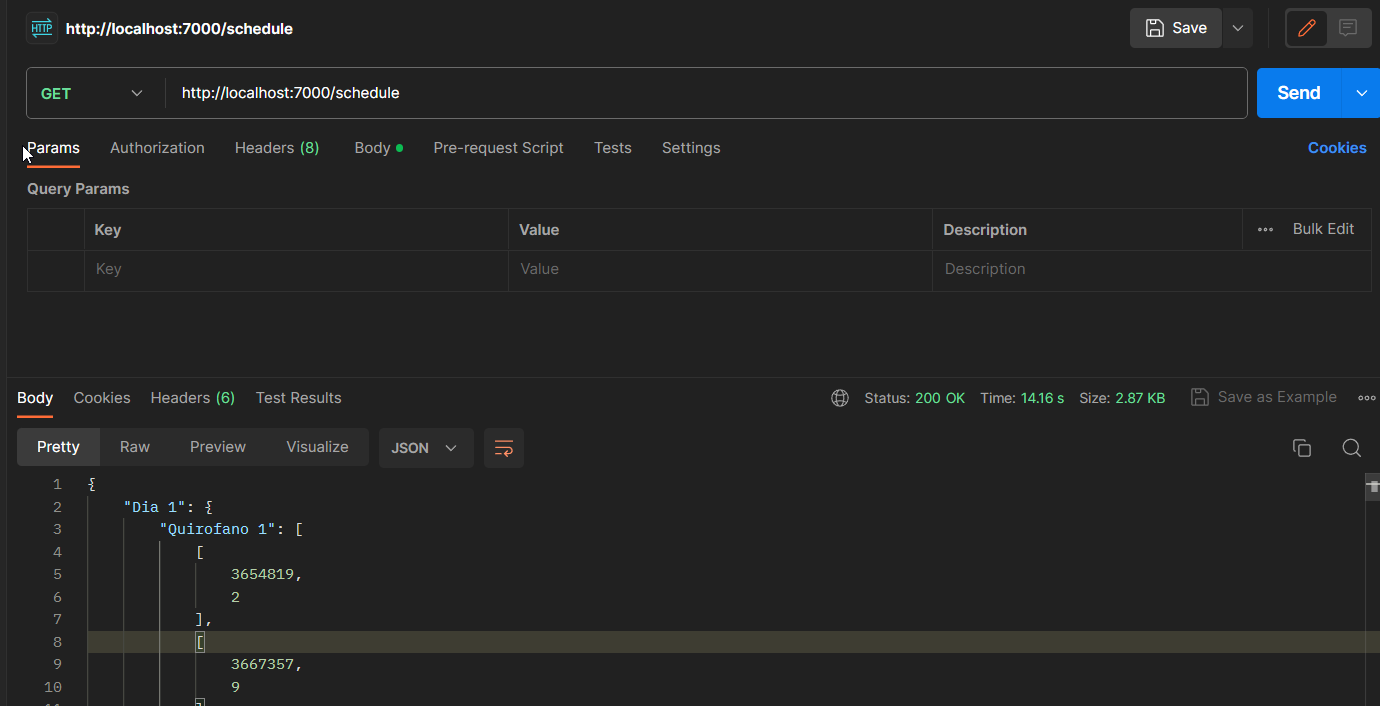 HTTP http://localhost:7000/schedule Save
GET http://localhost:7000/schedule Send
Params Authorization Headers (8) Body Pre-request Script Tests Settings Cookies
Query Params
Key Value Description Bulk Edit
Key Value Description
Body Cookies Headers (6) Test Results Status: 200 OK Time: 14.16 s Size: 2.87 KB Save as Example
Pretty Raw Preview Visualize JSON
1 {
2 "Dia 1": {
3 "Quirofano 1": [
4 [
5 3654819,
6 2
7 ],
8 [
9 3667357,
10 9